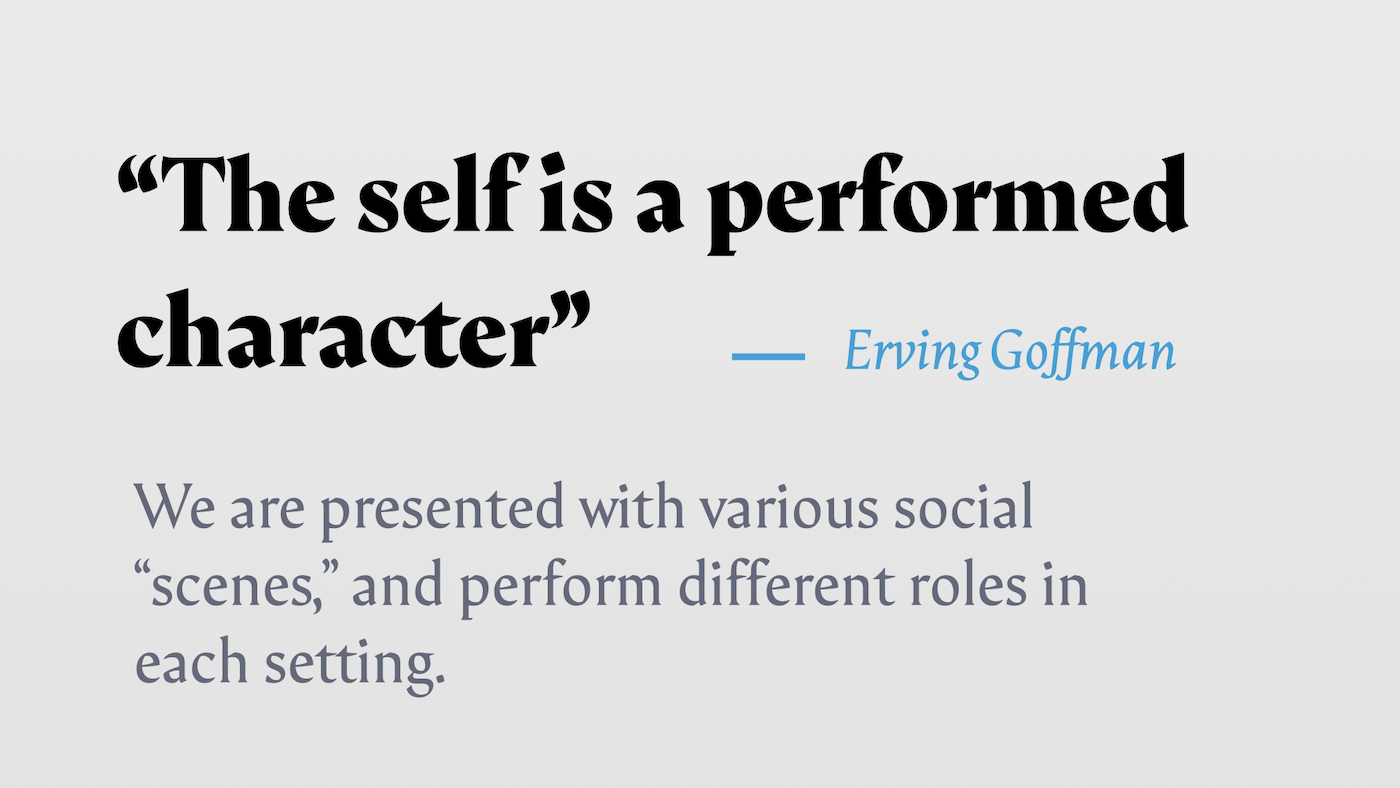 “The self is a performed
character”
— Erving Goffman
We are presented with various social
“scenes,” and perform different roles in
each setting.